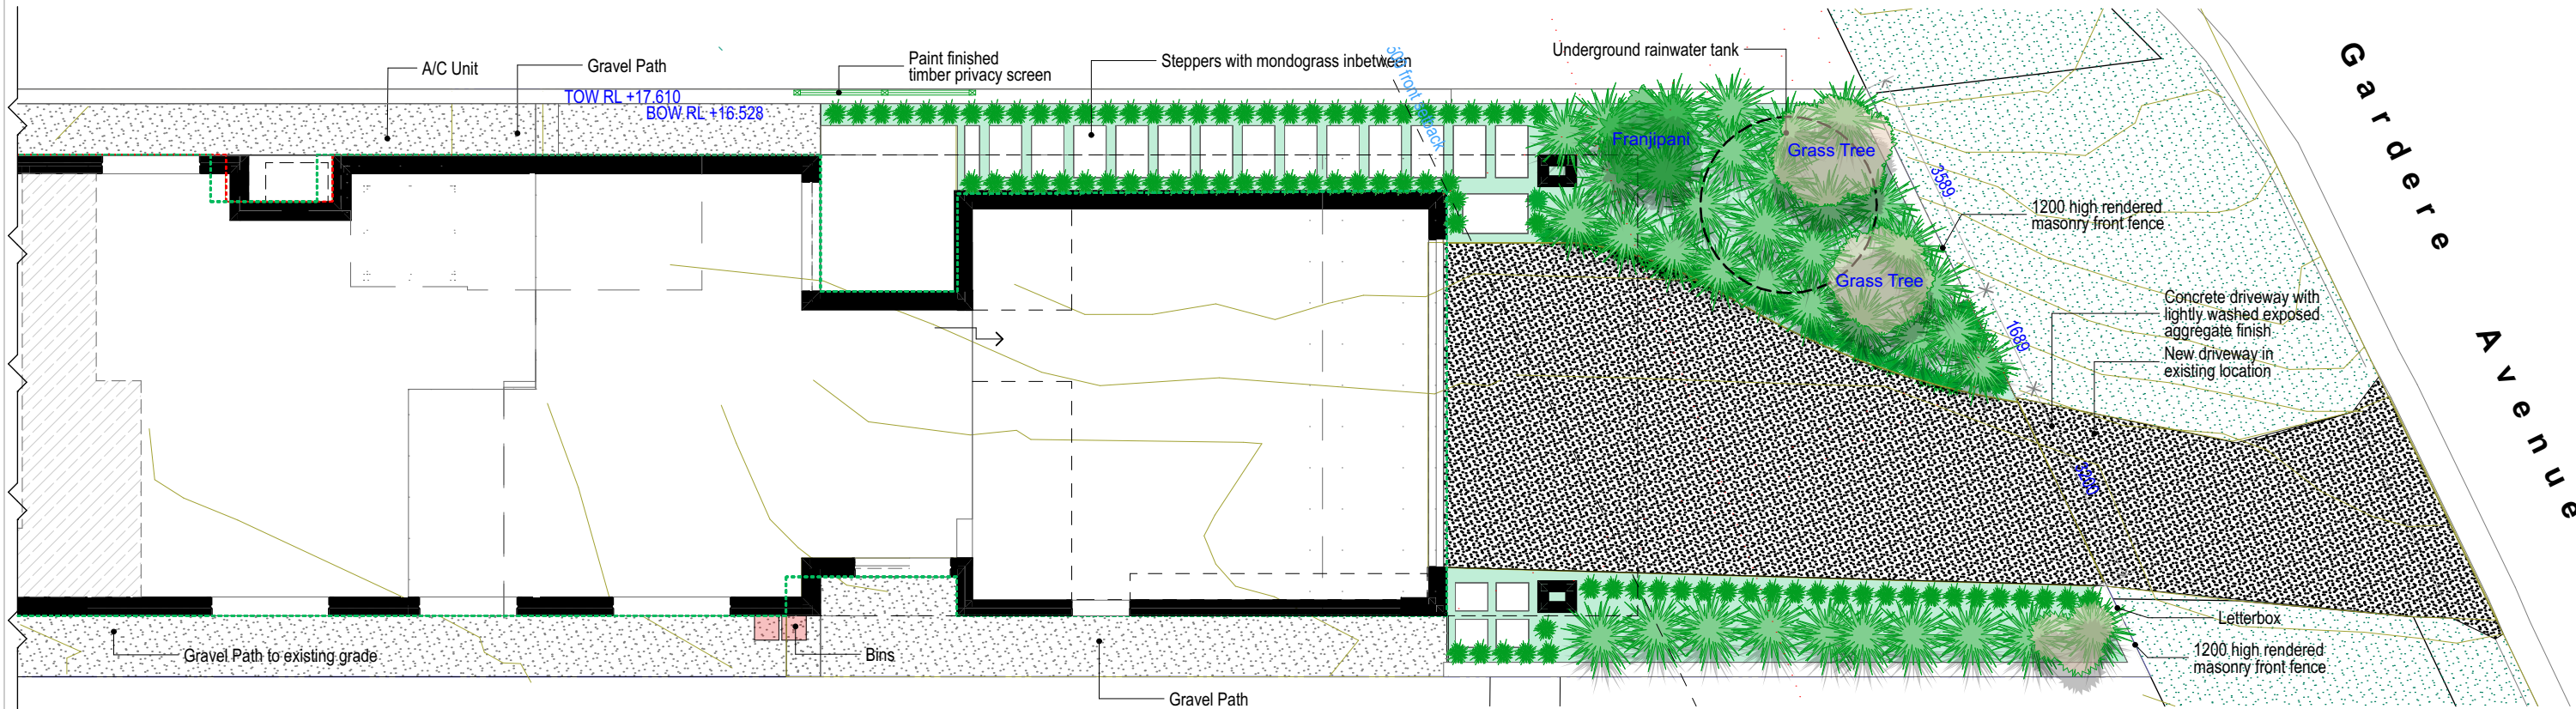 A/C Unit
Gravel Path
TOW RL +17.610
BOW RL +16.528
Paint finished
timber privacy screen
Steppers with mondograss inbetween
front setback
Underground rainwater tank
Franjipani
Grass Tree
Grass Tree
3589
1200 high rendered
masonry front fence
1689
Concrete driveway with
lightly washed exposed
aggregate finish
New driveway in
existing location
5200
Gardere Avenue
Letterbox
1200 high rendered
masonry front fence
Gravel Path to existing grade
Bins
Gravel Path